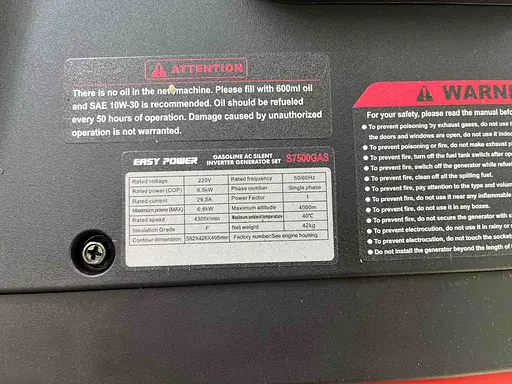 ATTENTION
There is no oil in the new machine. Please fill with 600ml oil
and SAE 10W-30 is recommended. Oil should be refueled
every 50 hours of operation. Damage caused by unauthorized
operation is not warranted.
EASY POWER
GASOLINE AC SILENT
INVERTER GENERATOR SET
S7500GAS
Rated voltage 220V Rated frequency 50/60Hz
Rated power (COP) 6.5kW Phase number Single phase
Rated current 29.5A Power Factor
Maximum power (MAX) 6.8kW Maximum altitude 4000m
Rated speed 4300r/min Maximum ambient temperature 40℃
Insulation Grade F Net weight 42kg
Contour dimension 582X426X495mm Factory number:See engine housing
WARNI
For your safety, please read the manual befo
To prevent poisoning by exhaust gases, do not use i
the doors and windows are open, do not use it indo
To prevent poisoning or fire, do not make exhaust
To prevent fire, turn off the fuel tank switch after op
To prevent fire, switch off the generator while refuel
To prevent fire, clean off all the spilling fuel.
To prevent fire, pay attention to the type and volu
To prevent fire, do not use it near any inflammable
To prevent fire, do not use it in any boxes.
To prevent fire, do not secure the generator with s
To prevent electrocution, do not use it in rainy or
To prevent electrocution, do not touch the socket
Do not install the generator beyond the length of